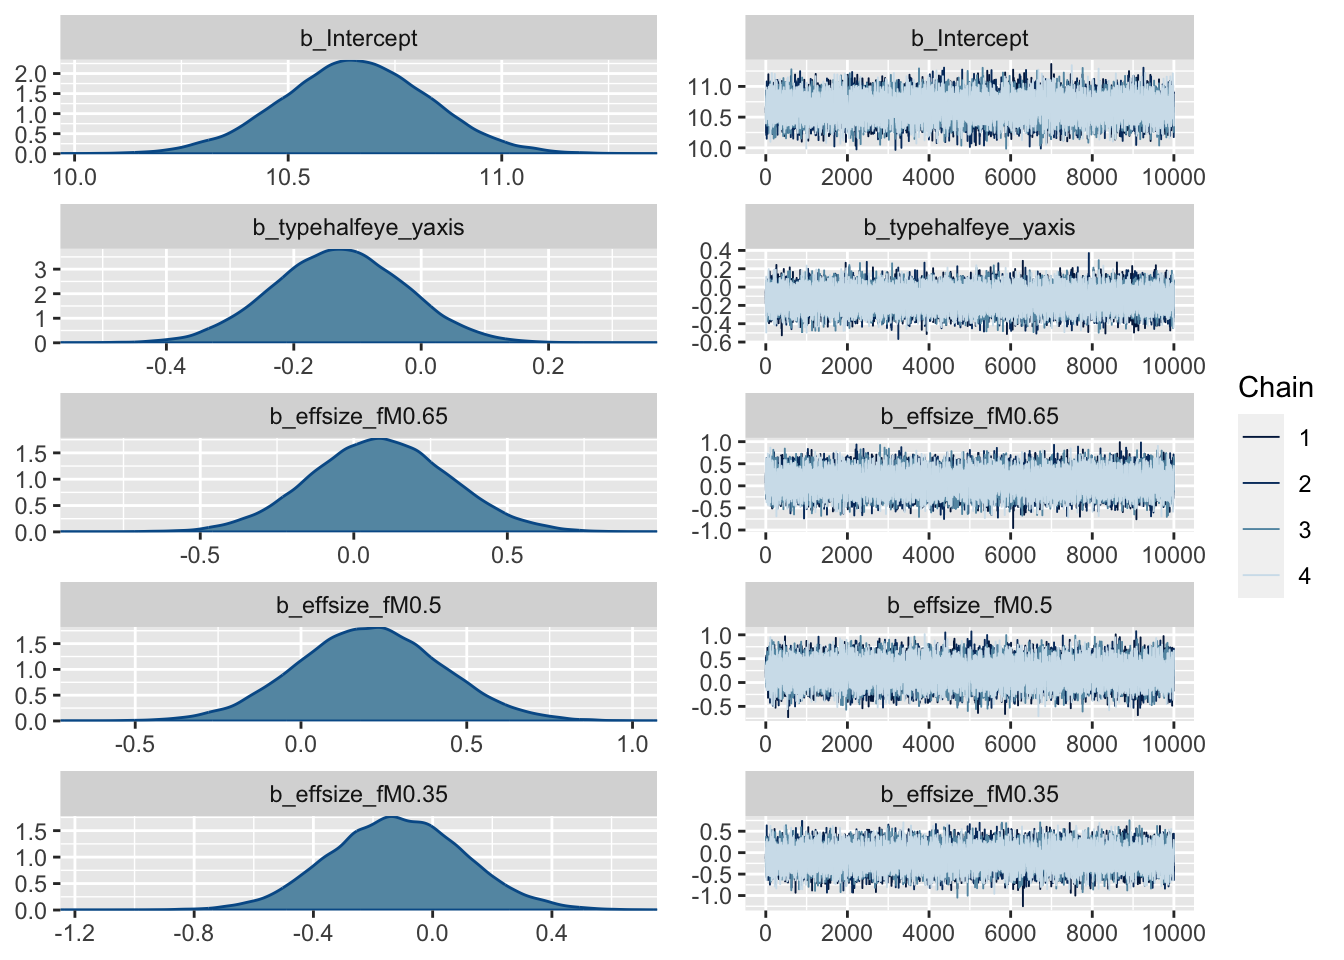 b_Intercept b_Intercept
2.0
1.5
1.0
0.5
0.0
10.0 10.5 11.0
11.0
10.5
10.0
0 2000 4000 6000 8000 10000
b_typehalfeye_yaxis b_typehalfeye_yaxis
3
2
1
0
-0.4 -0.2 0.0 0.2
0.4
0.2
0.0
-0.2
-0.4
-0.6
0 2000 4000 6000 8000 10000
b_effsize_fM0.65 b_effsize_fM0.65
1.5
1.0
0.5
0.0
-0.5 0.0 0.5
1.0
0.5
0.0
-0.5
-1.0
0 2000 4000 6000 8000 10000
b_effsize_fM0.5 b_effsize_fM0.5
1.5
1.0
0.5
0.0
-0.5 0.0 0.5 1.0
1.0
0.5
0.0
-0.5
0 2000 4000 6000 8000 10000
b_effsize_fM0.35 b_effsize_fM0.35
1.5
1.0
0.5
0.0
-1.2 -0.8 -0.4 0.0 0.4
0.5
0.0
-0.5
-1.0
0 2000 4000 6000 8000 10000
Chain
1
2
3
4